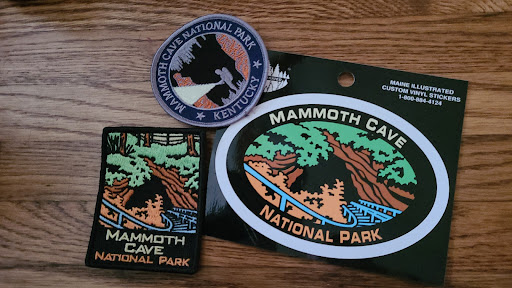 MAMMOTH CAVE NATIONAL PARK
KENTUCKY
MAINE ILLUSTRATED
CUSTOM VINYL STICKERS
1-800-864-4124
MAMMOTH CAVE
NATIONAL PARK
MAMMOTH
CAVE
NATIONAL PARK